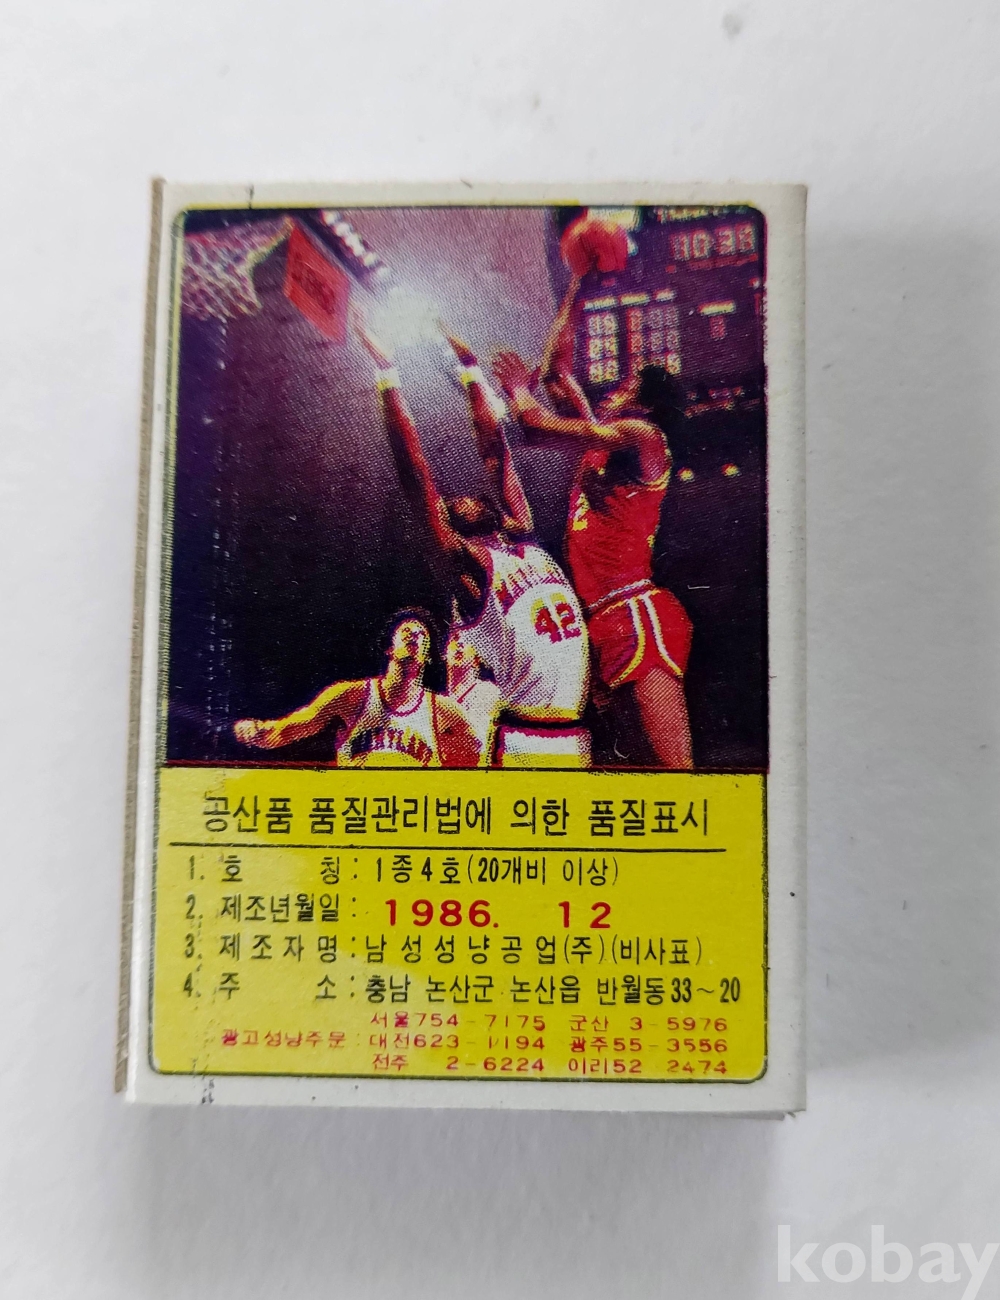 42
2
공산품 품질관리법에 의한 품질표시
1. 호 칭 : 1종4호(20개비 이상)
2. 제조년월일 : 1986. 12
3. 제조자명 : 남성성냥공업(주)(비사표)
4. 주 소 : 충남 논산군 논산읍 반월동33~20
서울754-7175 군산 3-5976
광고성냥주문 : 대전623-1194 광주55-3556
전주 2-6224 이리52 2474
kobay